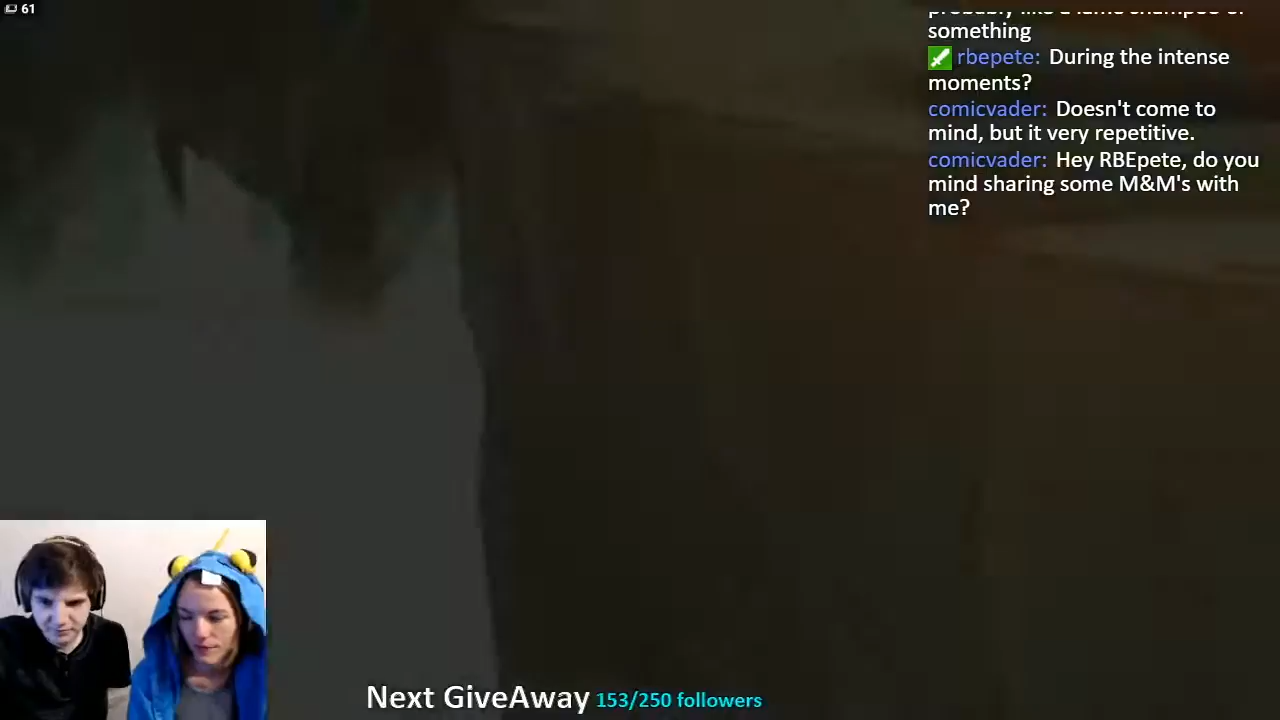 61
something
rbepete: During the intense
moments?
comicvader: Doesn't come to
mind, but it very repetitive.
comicvader: Hey RBEpete, do you
mind sharing some M&M's with
me?
Next GiveAway 153/250 followers